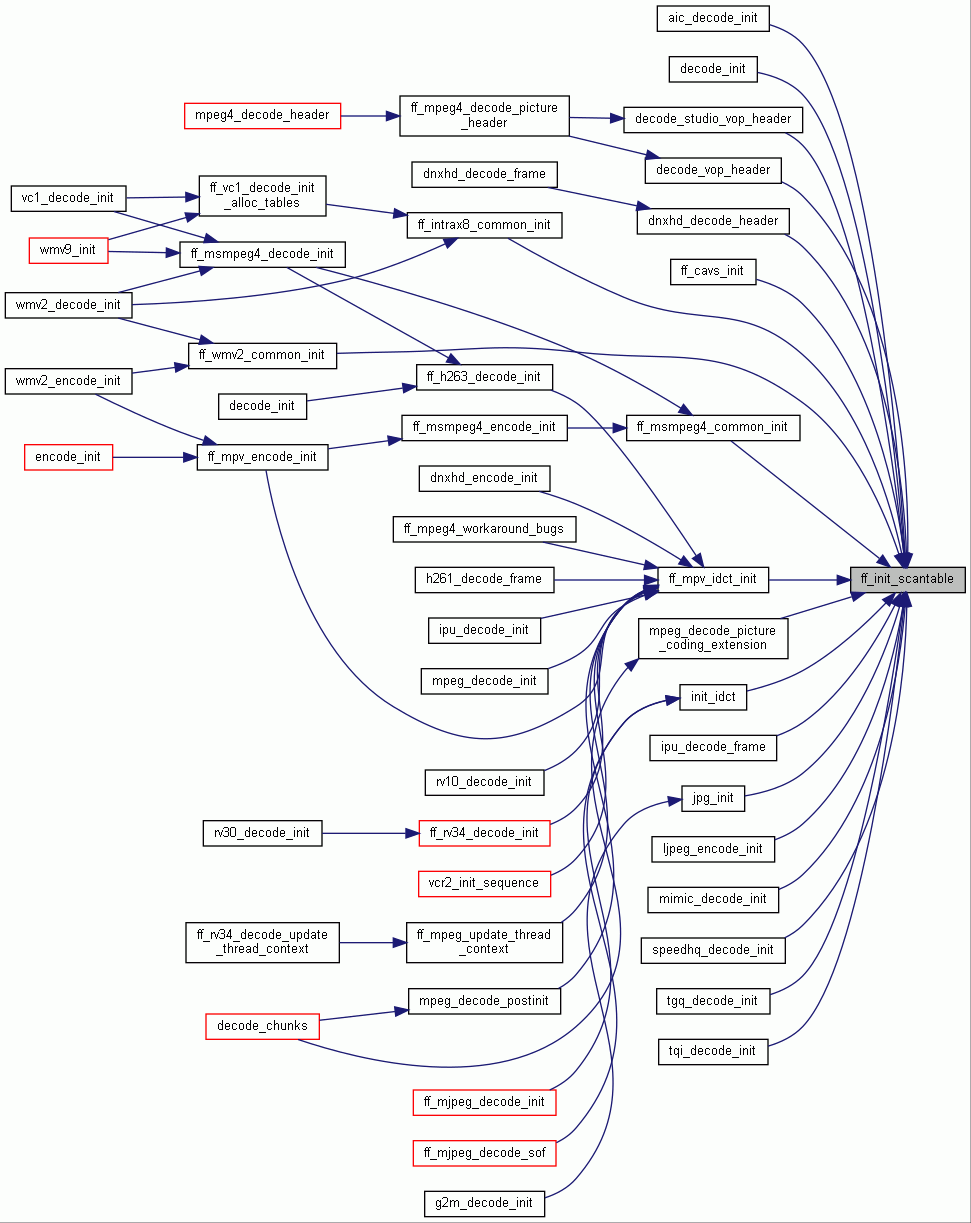 aic_decode_init
decode_init
mpeg4_decode_header
ff_mpeg4_decode_picture
_header
decode_studio_vop_header
decode_vop_header
dnxhd_decode_frame
vc1_decode_init
ff_vc1_decode_init
_alloc_tables
dnxhd_decode_header
ff_intrax8_common_init
wmv9_init
ff_msmpeg4_decode_init
ff_cavs_init
wmv2_decode_init
ff_wmv2_common_init
wmv2_encode_init
ff_h263_decode_init
decode_init
ff_msmpeg4_encode_init
ff_msmpeg4_common_init
encode_init
ff_mpv_encode_init
dnxhd_encode_init
ff_mpeg4_workaround_bugs
h261_decode_frame
ff_mpv_idct_init
ff_init_scantable
ipu_decode_init
mpeg_decode_picture
_coding_extension
mpeg_decode_init
init_idct
ipu_decode_frame
rv10_decode_init
jpg_init
rv30_decode_init
ff_rv34_decode_init
ljpeg_encode_init
vcr2_init_sequence
mimic_decode_init
ff_rv34_decode_update
_thread_context
ff_mpeg_update_thread
_context
speedhq_decode_init
mpeg_decode_postinit
tgq_decode_init
decode_chunks
tqi_decode_init
ff_mjpeg_decode_init
ff_mjpeg_decode_sof
g2m_decode_init